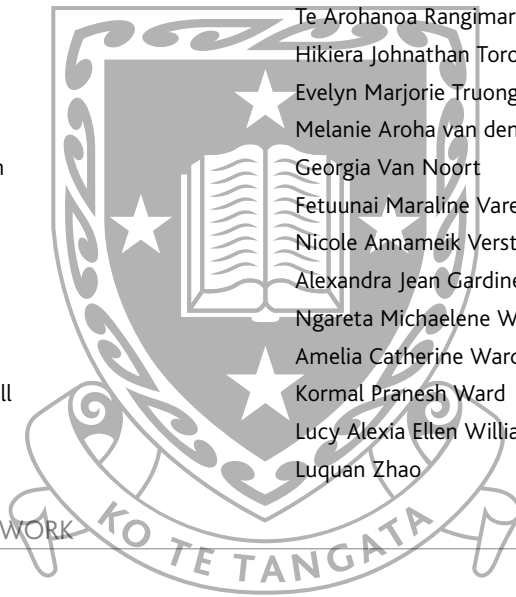 Te Arohanoa Rangimar
Hikiera Johnathan Toro
Evelyn Marjorie Truong
Melanie Aroha van den
n
Georgia Van Noort
Fetuunai Maraline Vare
Nicole Annameik Verst
Alexandra Jean Gardine
Ngareta Michaelene W
Amelia Catherine Ward
ll
Kormal Pranesh Ward
Lucy Alexia Ellen Willia
Luquan Zhao
WORK
KO TE TANGATA